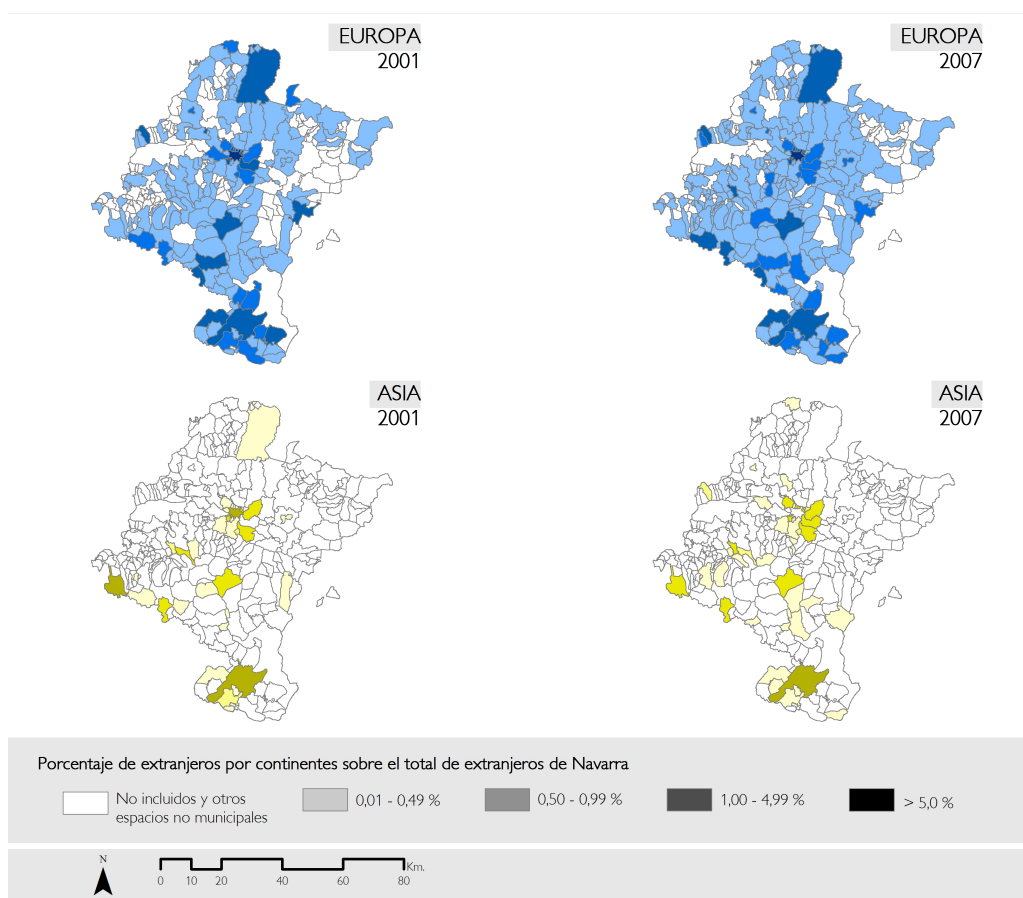 EUROPA
2001
EUROPA
2007
ASIA
2001
ASIA
2007
Porcentaje de extranjeros por continentes sobre el total de extranjeros de Navarra
No incluidos y otros
espacios no municipales
0,01 - 0,49 %
0,50 - 0,99 %
1,00 - 4,99 %
> 5,0 %
N
Km.
0 10 20 40 60 80